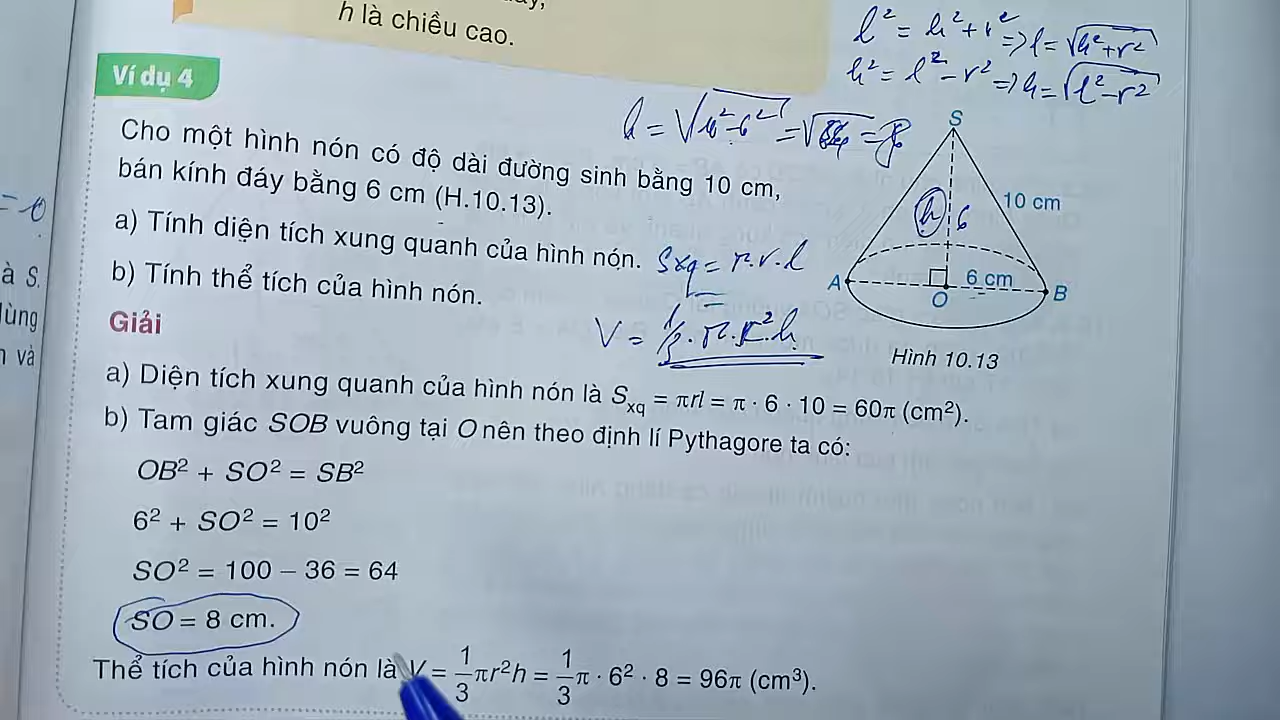 h là chiều cao.
l² = h² + r² => l = √h²+r²
h² = l² – r² => h = √l²–r²
Ví dụ 4
Cho một hình nón có độ dài đường sinh bằng 10 cm,
bán kính đáy bằng 6 cm (H.10.13).
a) Tính diện tích xung quanh của hình nón.
Sxq =
b) Tính thể tích của hình nón.
V =
S
h
6
10 cm
6 cm
A
O
B
Hình 10.13
Giải
a) Diện tích xung quanh của hình nón là Sxq = πrl = π · 6 · 10 = 60π (cm²).
b) Tam giác SOB vuông tại O nên theo định lí Pythagore ta có:
OB² + SO² = SB²
6² + SO² = 10²
SO² = 100 – 36 = 64
SO = 8 cm.
Thể tích của hình nón là V = 1/3 πr²h = 1/3 π · 6² · 8 = 96π (cm³).
= 0
à S.
lùng
và